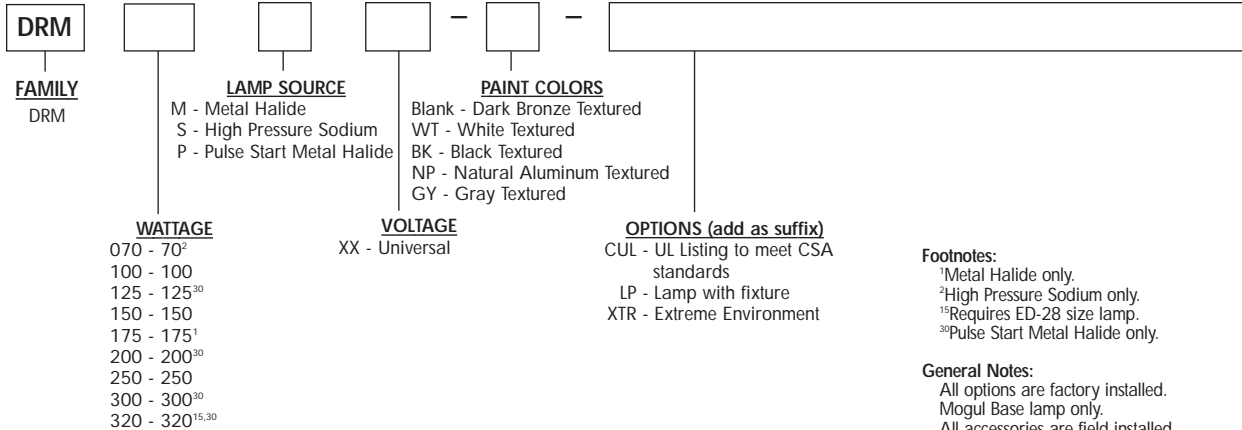 DRM – –
FAMILY
DRM
LAMP SOURCE
M - Metal Halide
S - High Pressure Sodium
P - Pulse Start Metal Halide
PAINT COLORS
Blank - Dark Bronze Textured
WT - White Textured
BK - Black Textured
NP - Natural Aluminum Textured
GY - Gray Textured
WATTAGE
070 - 70²
100 - 100
125 - 125³⁰
150 - 150
175 - 175¹
200 - 200³⁰
250 - 250
300 - 300³⁰
320 - 320¹⁵,³⁰
VOLTAGE
XX - Universal
OPTIONS (add as suffix)
CUL - UL Listing to meet CSA
standards
LP - Lamp with fixture
XTR - Extreme Environment
Footnotes:
¹Metal Halide only.
²High Pressure Sodium only.
¹⁵Requires ED-28 size lamp.
³⁰Pulse Start Metal Halide only.
General Notes:
All options are factory installed.
Mogul Base lamp only.
All accessories are field installed